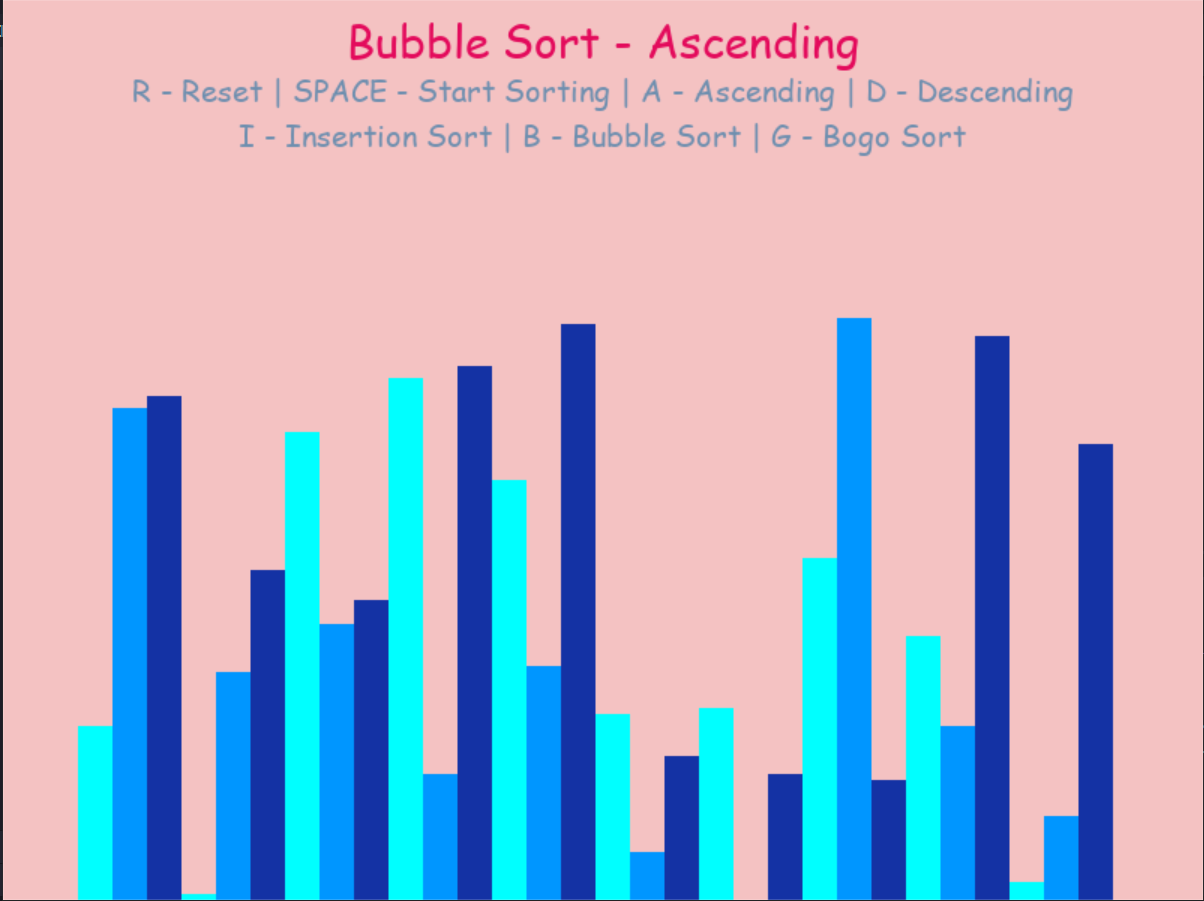 Bubble Sort - Ascending
R - Reset | SPACE - Start Sorting | A - Ascending | D - Descending
I - Insertion Sort | B - Bubble Sort | G - Bogo Sort